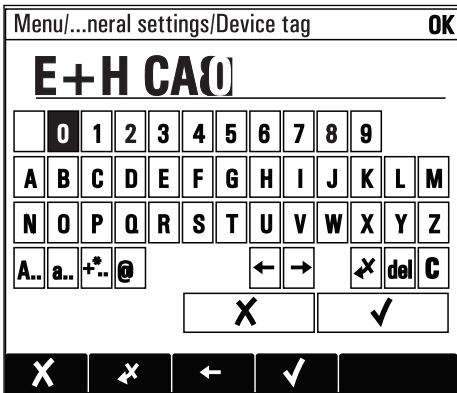 Menu/...neral settings/Device tag OK
E+H CA0
0 1 2 3 4 5 6 7 8 9
A B C D E F G H I J K L M
N O P Q R S T U V W X Y Z
A.. a.. +*.. @ ← → del C
✗ ✓
✗ ← ✓